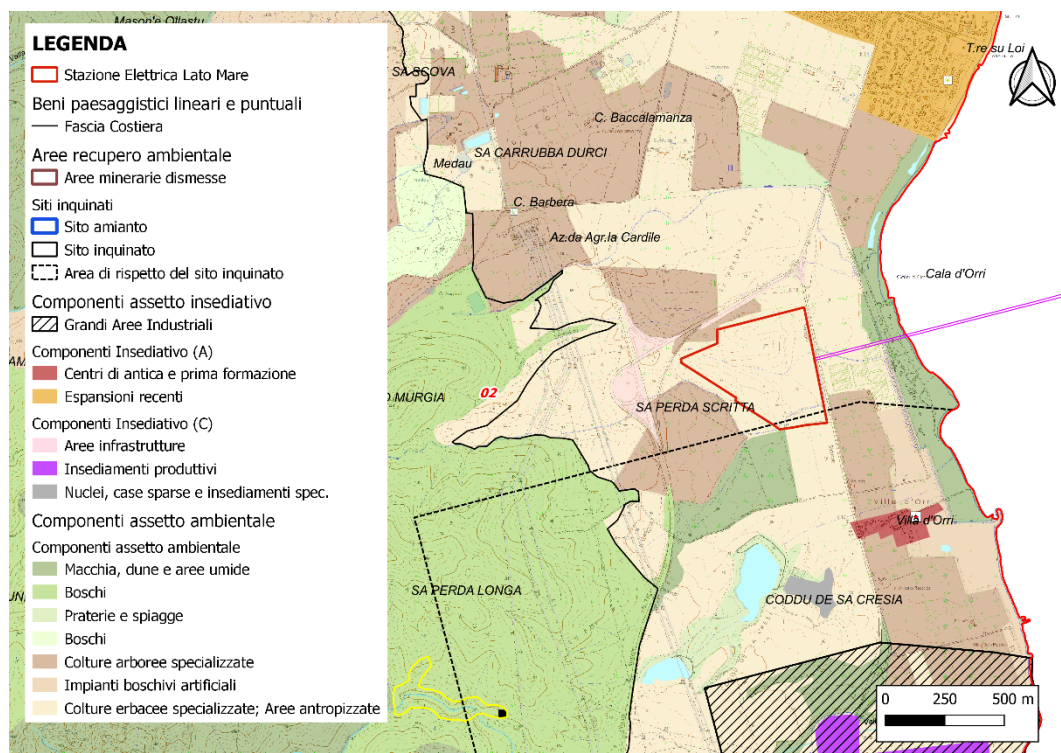 Mason'e Ollastu
LEGENDA
Stazione Elettrica Lato Mare
Beni paesaggistici lineari e puntuali
Fascia Costiera
Aree recupero ambientale
Aree minerarie dismesse
Siti inquinati
Sito amianto
Sito inquinato
Area di rispetto del sito inquinato
Componenti assetto insediativo
Grandi Aree Industriali
Componenti Insediativo (A)
Centri di antica e prima formazione
Espansioni recenti
Componenti Insediativo (C)
Aree infrastrutture
Insediamenti produttivi
Nuclei, case sparse e insediamenti spec.
Componenti assetto ambientale
Componenti assetto ambientale
Macchia, dune e aree umide
Boschi
Praterie e spiagge
Boschi
Colture arboree specializzate
Impianti boschivi artificiali
Colture erbacee specializzate; Aree antropizzate
T.re su Loi
SA SCOVA
C. Baccalamanza
SA CARRUBBA DURCI
Medau
C. Barbera
Az.da Agr.la Cardile
Cala d'Orri
02
MURGIA
SA PERDA SCRITTA
Villa d'Orri
SA PERDA LONGA
CODDU DE SA CRESIA
0 250 500 m